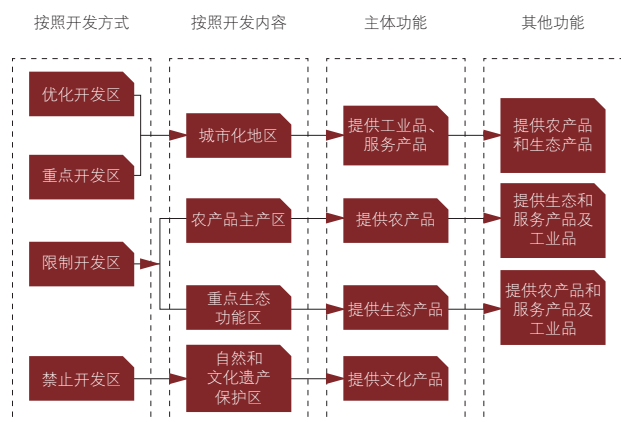 按照开发方式
按照开发内容
主体功能
其他功能
优化开发区
重点开发区
城市化地区
提供工业品、
服务产品
提供农产品
和生态产品
限制开发区
农产品主产区
提供农产品
提供生态和
服务产品及
工业品
重点生态
功能区
提供生态产品
提供农产品和
服务产品及
工业品
禁止开发区
自然和
文化遗产
保护区
提供文化产品